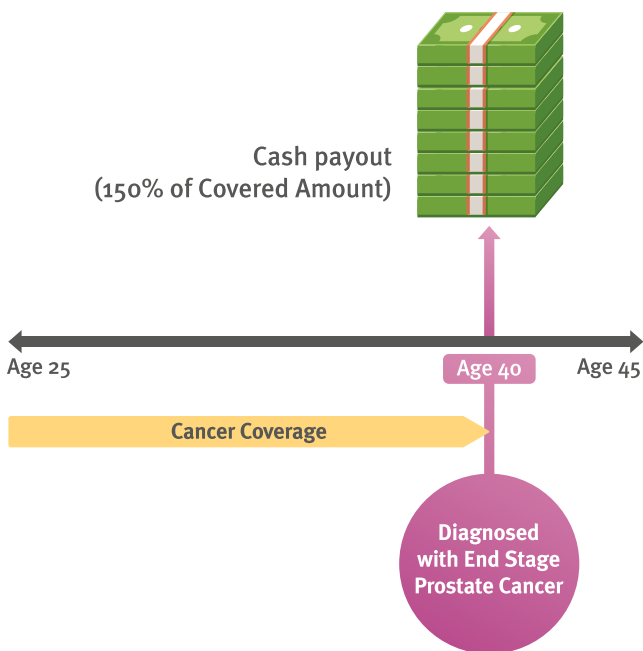 Cash payout
(150% of Covered Amount)
Age 25
Age 40
Age 45
Cancer Coverage
Diagnosed
with End Stage
Prostate Cancer